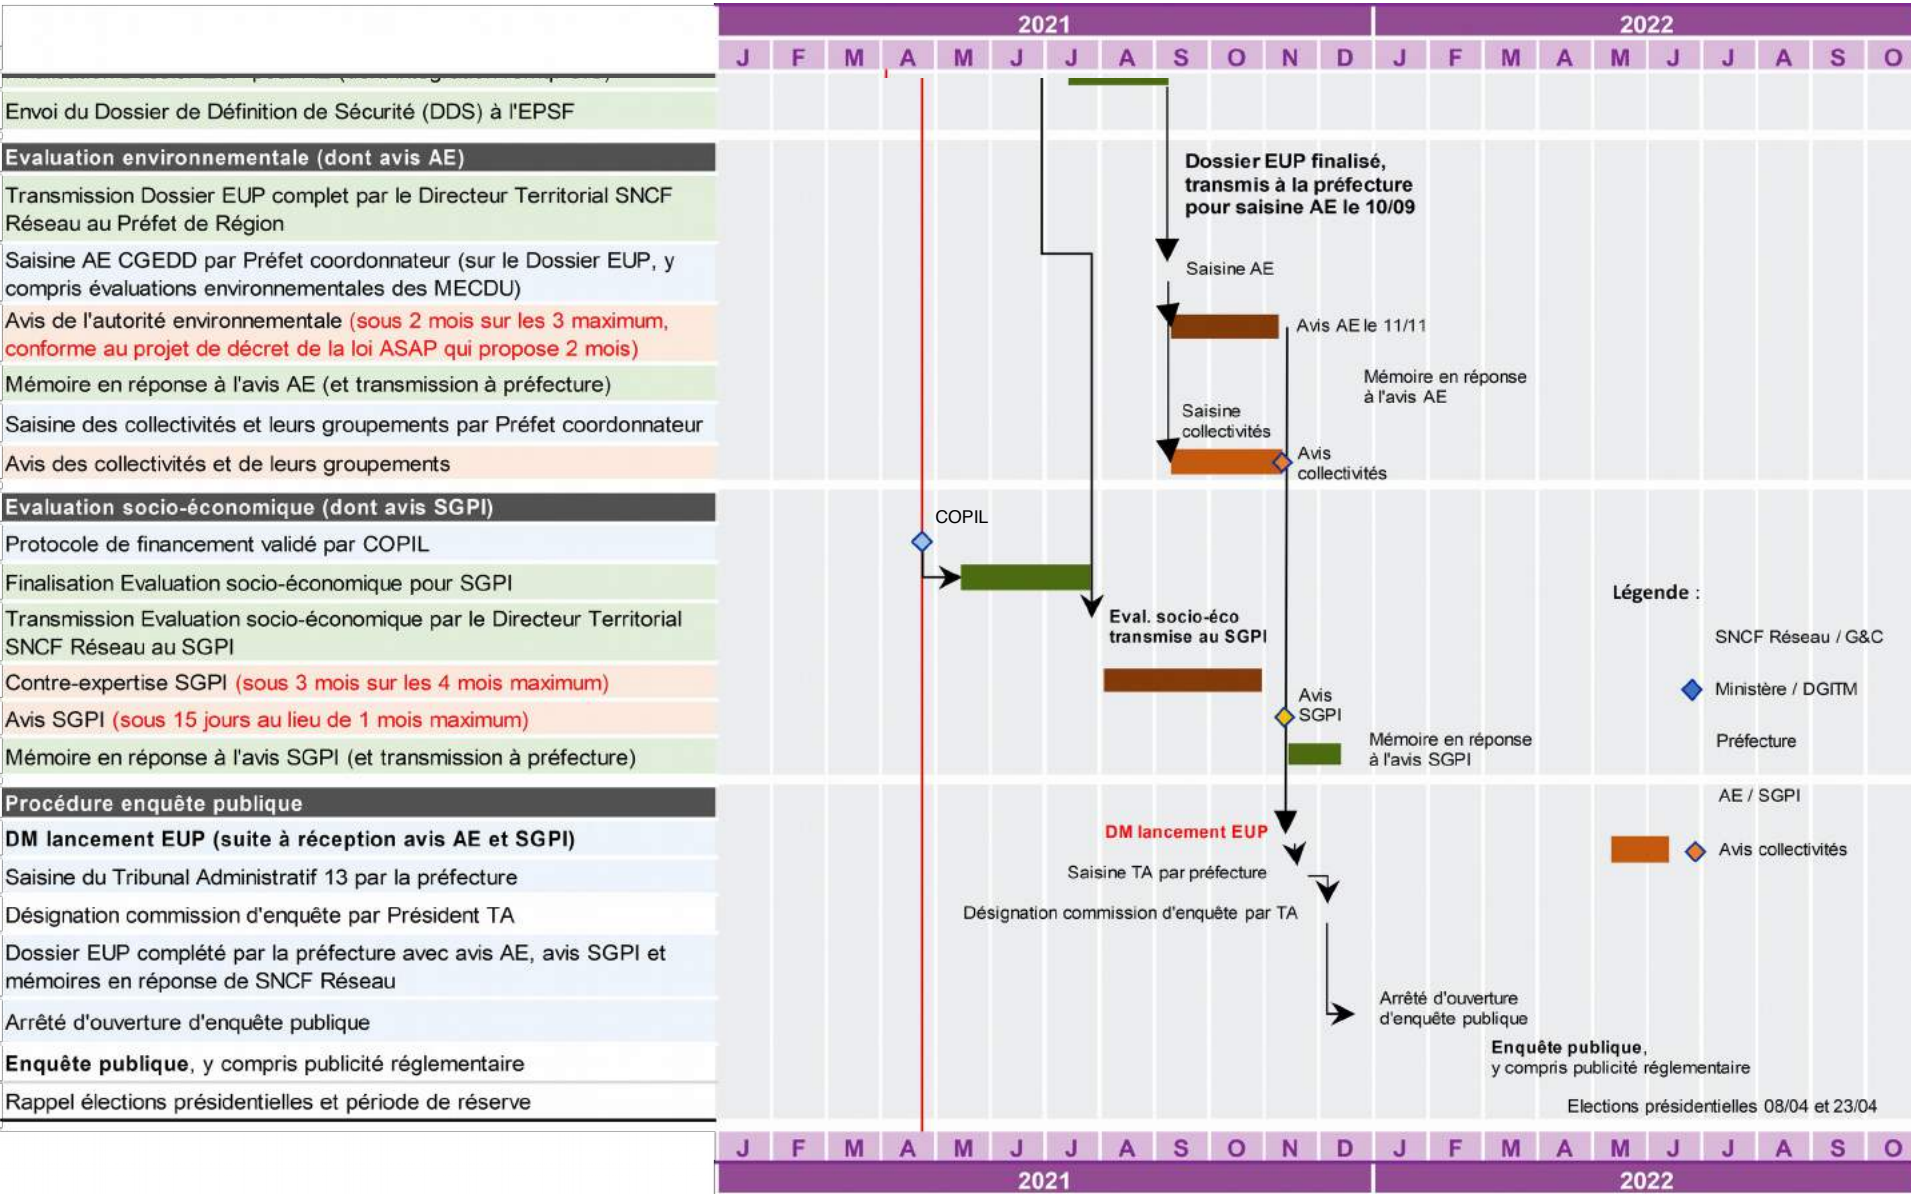 2021 2022
J F M A M J J A S O N D J F M A M J J A S O
Envoi du Dossier de Définition de Sécurité (DDS) à l'EPSF
Evaluation environnementale (dont avis AE)
Dossier EUP finalisé,
transmis à la préfecture
pour saisine AE le 10/09
Transmission Dossier EUP complet par le Directeur Territorial SNCF
Réseau au Préfet de Région
Saisine AE CGEDD par Préfet coordonnateur (sur le Dossier EUP, y
compris évaluations environnementales des MECDU)
Saisine AE
Avis de l'autorité environnementale (sous 2 mois sur les 3 maximum,
conforme au projet de décret de la loi ASAP qui propose 2 mois)
Avis AE le 11/11
Mémoire en réponse à l'avis AE (et transmission à préfecture)
Mémoire en réponse
à l'avis AE
Saisine des collectivités et leurs groupements par Préfet coordonnateur
Saisine
collectivités
Avis des collectivités et de leurs groupements
Avis
collectivités
Evaluation socio-économique (dont avis SGPI)
COPIL
Protocole de financement validé par COPIL
Finalisation Evaluation socio-économique pour SGPI
Transmission Evaluation socio-économique par le Directeur Territorial
SNCF Réseau au SGPI
Eval. socio-éco
transmise au SGPI
Contre-expertise SGPI (sous 3 mois sur les 4 mois maximum)
Avis SGPI (sous 15 jours au lieu de 1 mois maximum)
Avis
SGPI
Mémoire en réponse à l'avis SGPI (et transmission à préfecture)
Mémoire en réponse
à l'avis SGPI
Légende :
SNCF Réseau / G&C
Ministère / DGITM
Préfecture
AE / SGPI
Avis collectivités
Procédure enquête publique
DM lancement EUP (suite à réception avis AE et SGPI)
DM lancement EUP
Saisine du Tribunal Administratif 13 par la préfecture
Saisine TA par préfecture
Désignation commission d'enquête par Président TA
Désignation commission d'enquête par TA
Dossier EUP complété par la préfecture avec avis AE, avis SGPI et
mémoires en réponse de SNCF Réseau
Arrêté d'ouverture d'enquête publique
Arrêté d'ouverture
d'enquête publique
Enquête publique, y compris publicité réglementaire
Enquête publique,
y compris publicité réglementaire
Rappel élections présidentielles et période de réserve
Elections présidentielles 08/04 et 23/04
J F M A M J J A S O N D J F M A M J J A S O
2021 2022